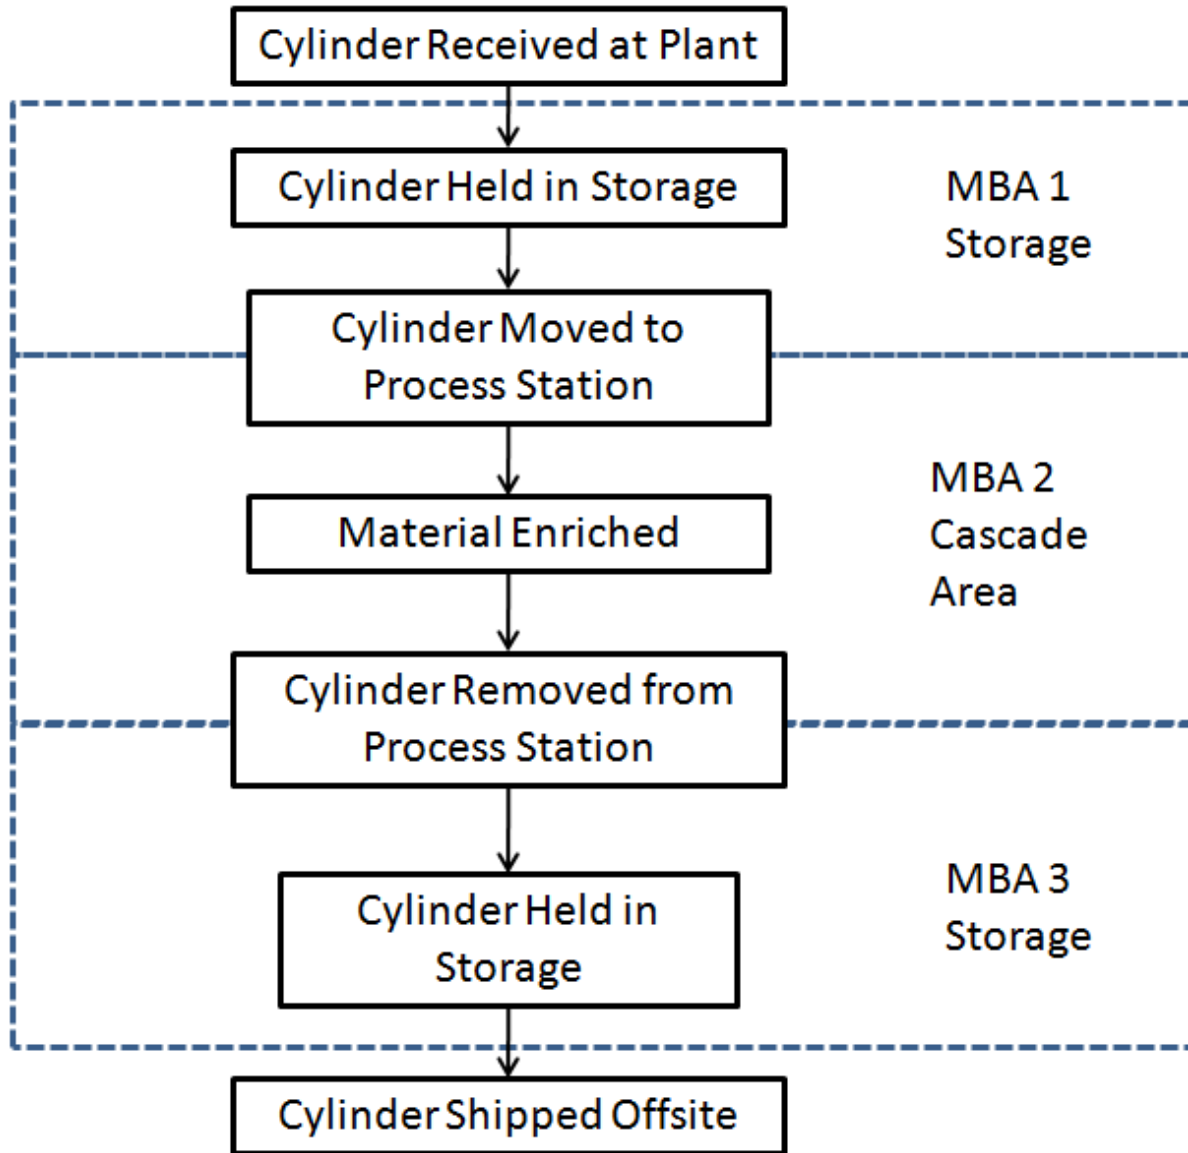 Cylinder Received at Plant
Cylinder Held in Storage
MBA 1
Storage
Cylinder Moved to
Process Station
MBA 2
Cascade
Area
Material Enriched
Cylinder Removed from
Process Station
MBA 3
Storage
Cylinder Held in
Storage
Cylinder Shipped Offsite